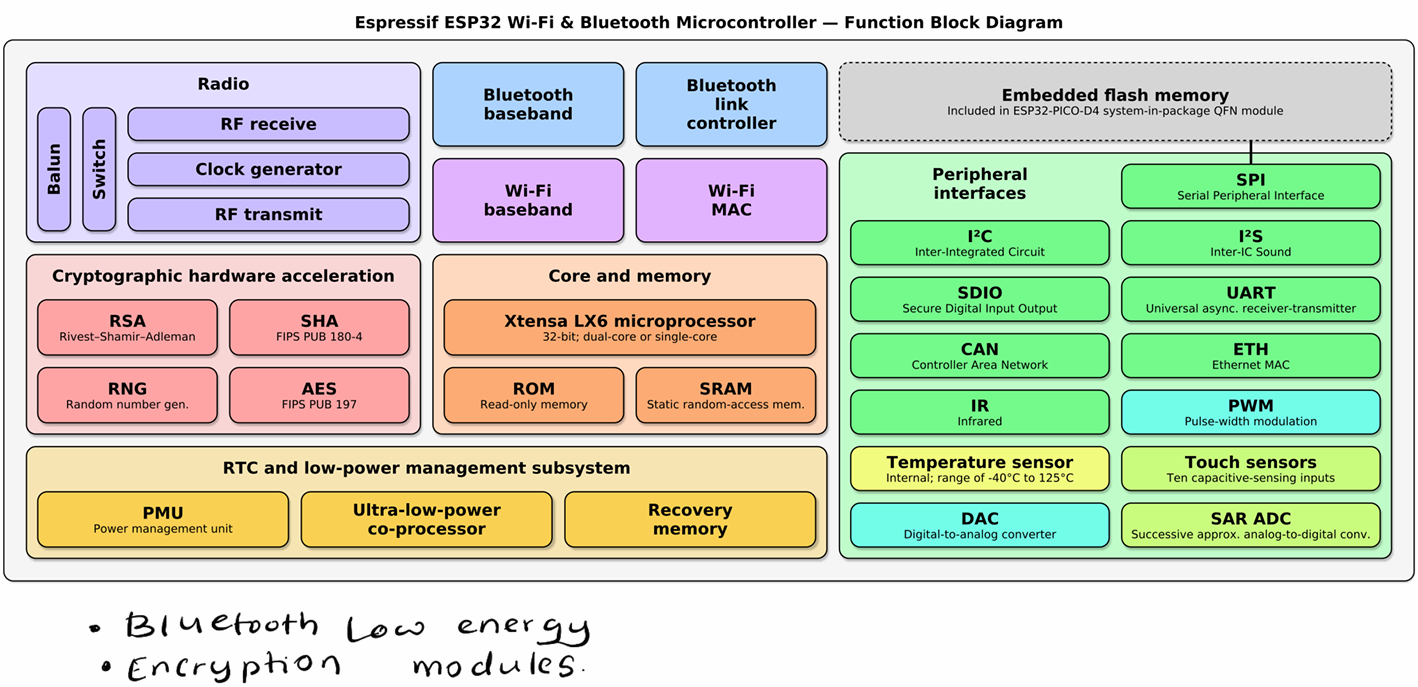 Espressif ESP32 Wi-Fi & Bluetooth Microcontroller — Function Block Diagram
Radio
Balun
Switch
RF receive
Clock generator
RF transmit
Bluetooth
baseband
Bluetooth
link
controller
Wi-Fi
baseband
Wi-Fi
MAC
Embedded flash memory
Included in ESP32-PICO-D4 system-in-package QFN module
Cryptographic hardware acceleration
RSA
Rivest–Shamir–Adleman
SHA
FIPS PUB 180-4
RNG
Random number gen.
AES
FIPS PUB 197
Core and memory
Xtensa LX6 microprocessor
32-bit; dual-core or single-core
ROM
Read-only memory
SRAM
Static random-access mem.
RTC and low-power management subsystem
PMU
Power management unit
Ultra-low-power
co-processor
Recovery
memory
Peripheral
interfaces
SPI
Serial Peripheral Interface
I²C
Inter-Integrated Circuit
I²S
Inter-IC Sound
SDIO
Secure Digital Input Output
UART
Universal async. receiver-transmitter
CAN
Controller Area Network
ETH
Ethernet MAC
IR
Infrared
PWM
Pulse-width modulation
Temperature sensor
Internal; range of -40°C to 125°C
Touch sensors
Ten capacitive-sensing inputs
DAC
Digital-to-analog converter
SAR ADC
Successive approx. analog-to-digital conv.
• Bluetooth Low energy
• Encryption modules.